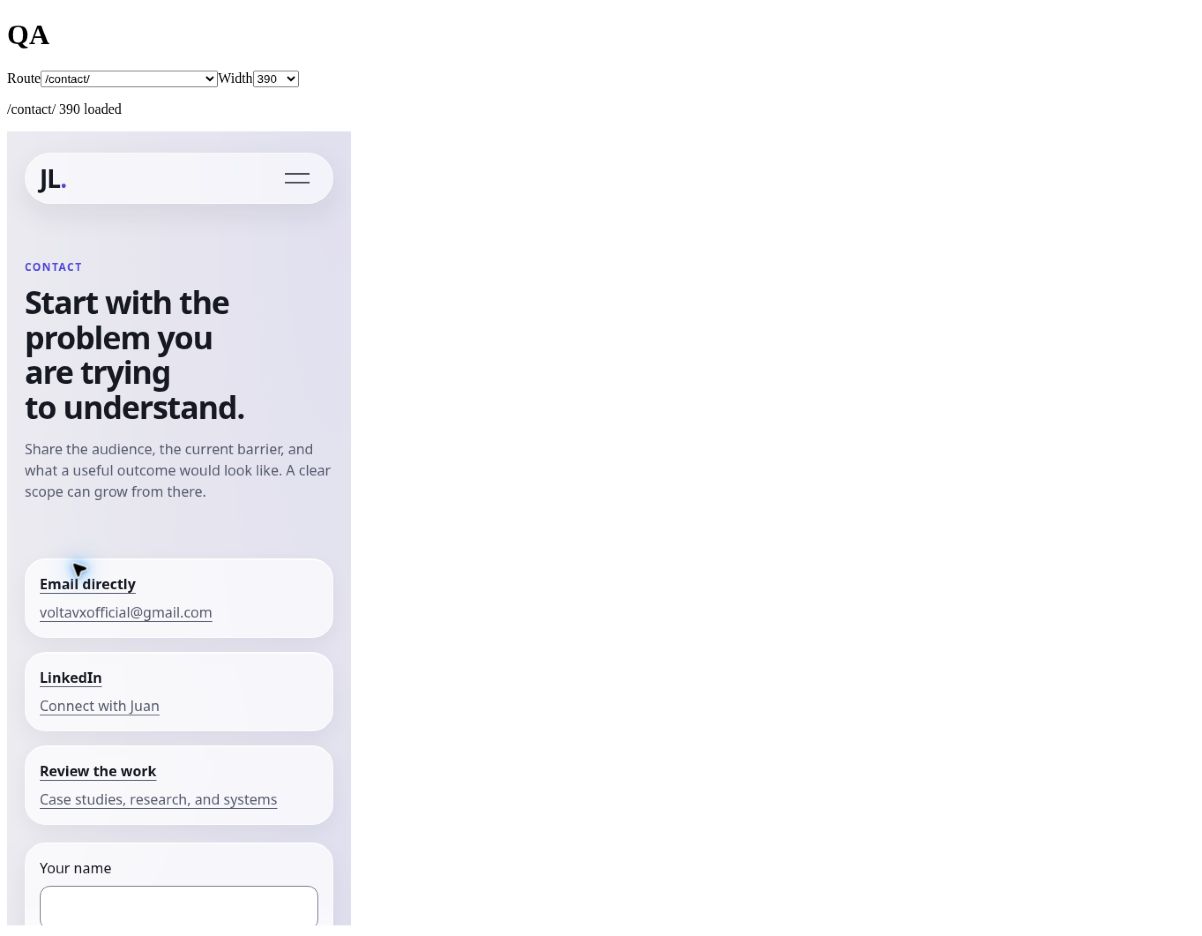 QA
Route /contact/ Width 390
/contact/ 390 loaded
JL.
CONTACT
Start with the
problem you
are trying
to understand.
Share the audience, the current barrier, and
what a useful outcome would look like. A clear
scope can grow from there.
Email directly
voltavxofficial@gmail.com
LinkedIn
Connect with Juan
Review the work
Case studies, research, and systems
Your name